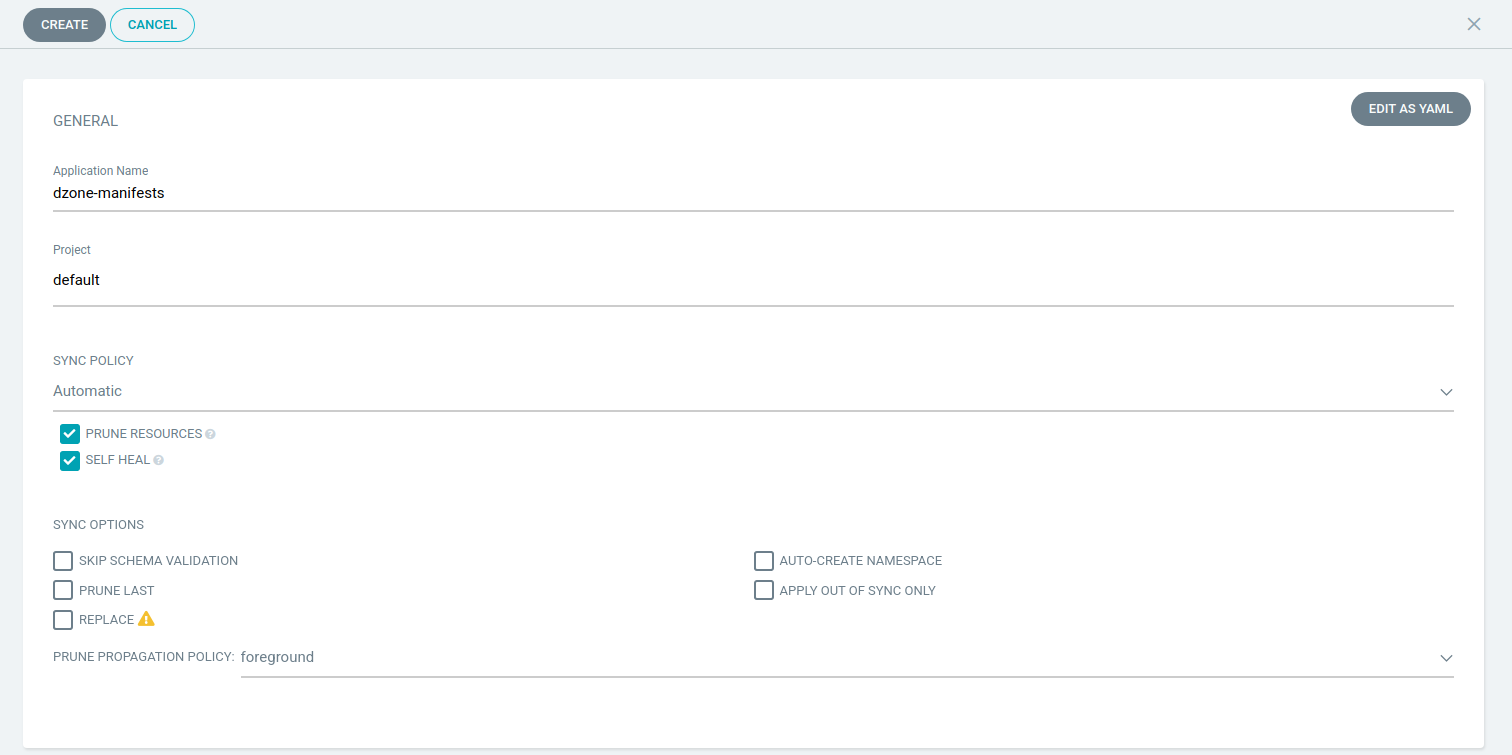 CREATE CANCEL
EDIT AS YAML
GENERAL
Application Name
dzone-manifests
Project
default
SYNC POLICY
Automatic
PRUNE RESOURCES ?
SELF HEAL ?
SYNC OPTIONS
SKIP SCHEMA VALIDATION AUTO-CREATE NAMESPACE
PRUNE LAST APPLY OUT OF SYNC ONLY
REPLACE
PRUNE PROPAGATION POLICY: foreground